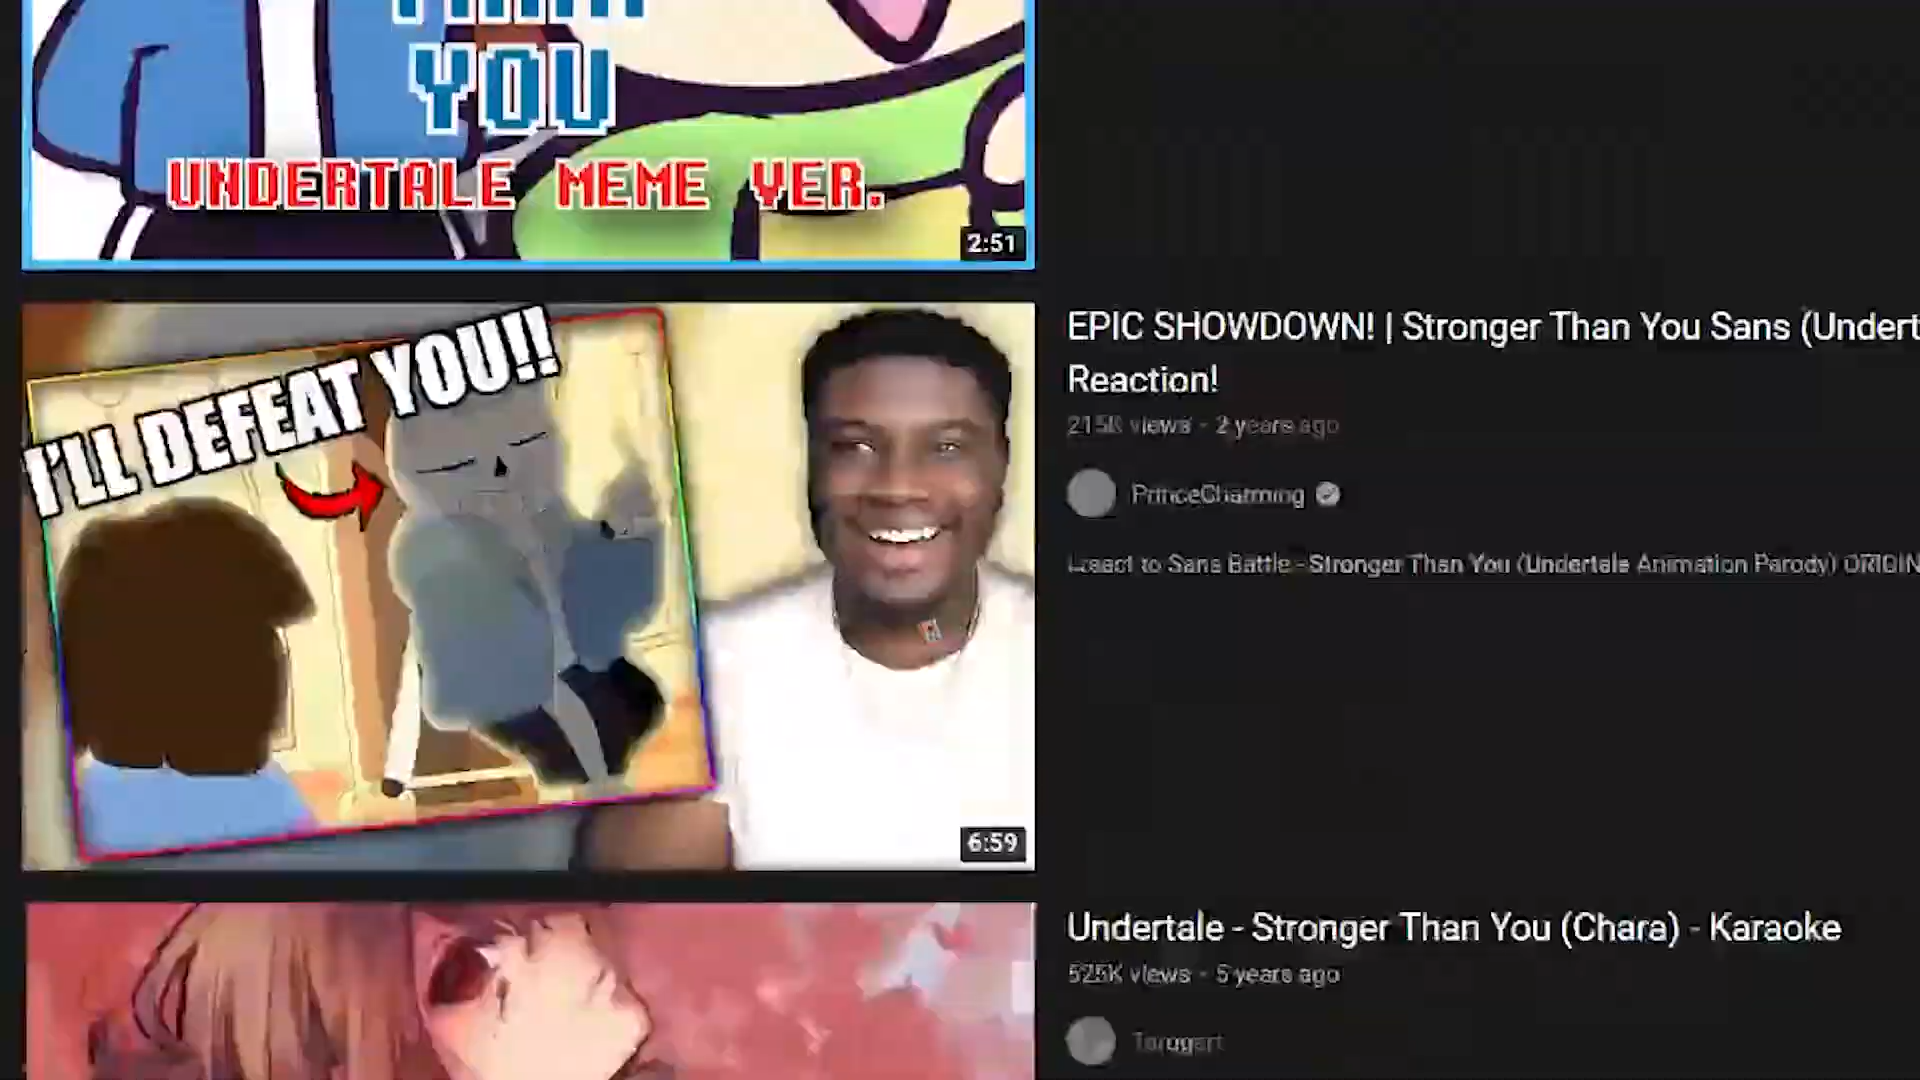 YOU
UNDERTALE MEME VER.
2:51
I'LL DEFEAT YOU!!
6:59
EPIC SHOWDOWN! | Stronger Than You Sans (Undert
Reaction!
215K views - 2 years ago
PrinceCharming
I react to Sans Battle - Stronger Than You (Undertale Animation Parody) ORIGIN
Undertale - Stronger Than You (Chara) - Karaoke
525K views - 5 years ago